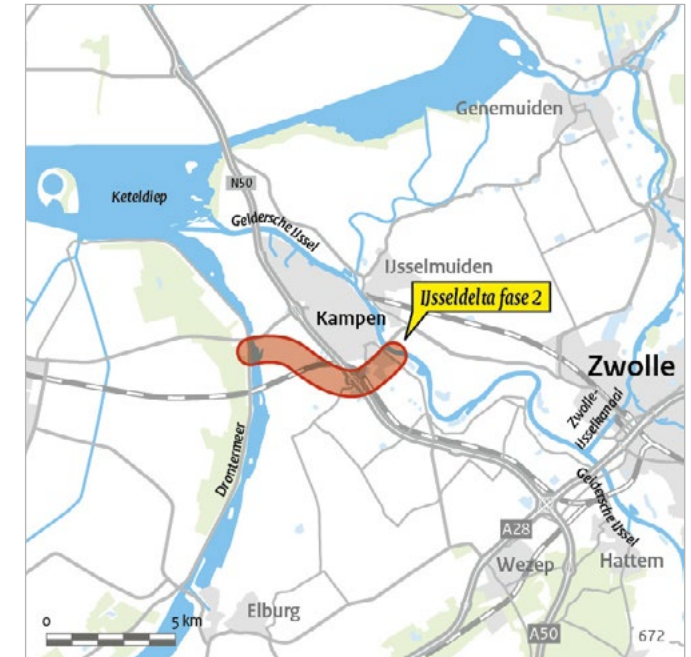 Genemuiden
N50
Keteldiep
Geldersche IJssel
IJsselmuiden
IJsseldelta fase 2
Kampen
Zwolle
Zwolle-
IJsselkanaal
Drontermeer
Geldersche IJssel
A28
Wezep
Hattem
Elburg
0
5 km
A50
672